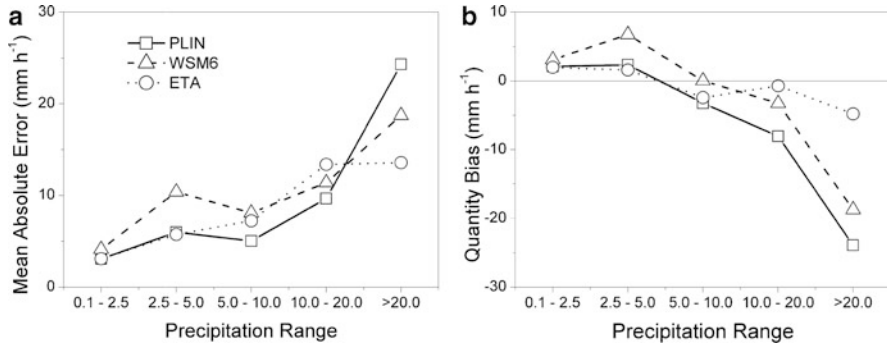 a
30
20
10
0
Mean Absolute Error (mm h⁻¹)
PLIN
WSM6
ETA
0.1 - 2.5 2.5 - 5.0 5.0 - 10.0 10.0 - 20.0 >20.0
Precipitation Range
b
10
0
-10
-20
-30
Quantity Bias (mm h⁻¹)
0.1 - 2.5 2.5 - 5.0 5.0 - 10.0 10.0 - 20.0 >20.0
Precipitation Range